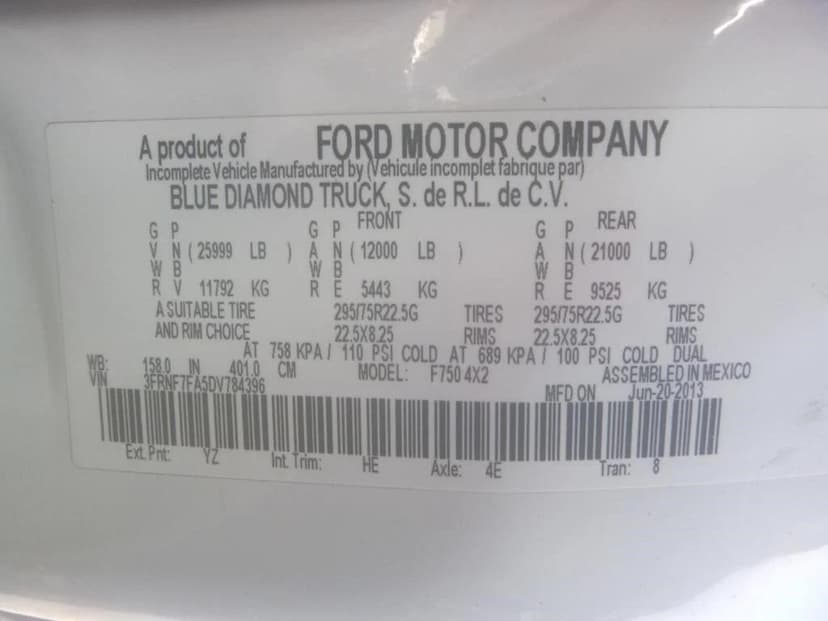 A product of FORD MOTOR COMPANY
Incomplete Vehicle Manufactured by (Vehicule incomplet fabrique par)
BLUE DIAMOND TRUCK, S. de R.L. de C.V.
FRONT REAR
G P G P G P
V N ( 25999 LB ) A N ( 12000 LB ) A N ( 21000 LB )
W B W B W B
R V 11792 KG R E 5443 KG R E 9525 KG
A SUITABLE TIRE 295/75R22.5G TIRES 295/75R22.5G TIRES
AND RIM CHOICE 22.5X8.25 RIMS 22.5X8.25 RIMS
AT 758 KPA / 110 PSI COLD AT 689 KPA / 100 PSI COLD DUAL
WB: 158.0 IN 401.0 CM MODEL: F750 4X2 ASSEMBLED IN MEXICO
VIN 3FRNF7FA5DV784396 MFD ON Jun-20-2013
Ext. Pnt: YZ Int. Trim: HE Axle: 4E Tran: 8